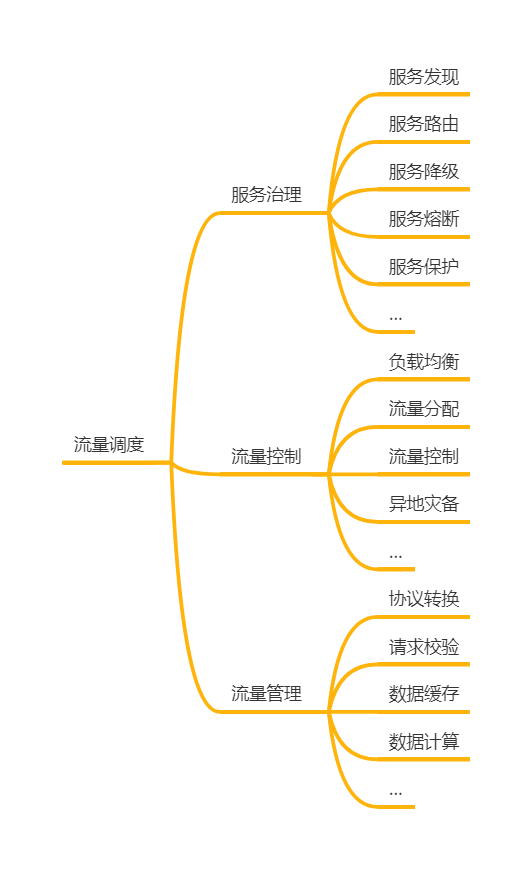 流量调度
服务治理
服务发现
服务路由
服务降级
服务熔断
服务保护
...
流量控制
负载均衡
流量分配
流量控制
异地灾备
...
流量管理
协议转换
请求校验
数据缓存
数据计算
...